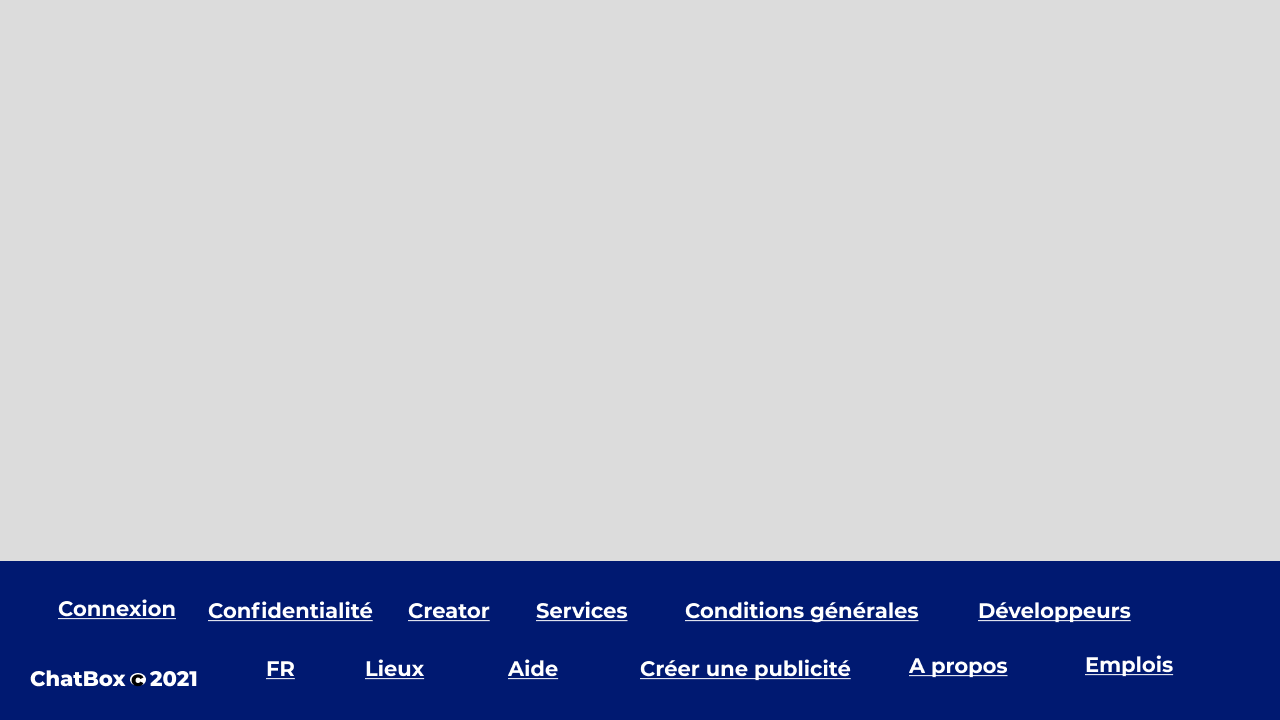 Connexion Confidentialité Creator Services Conditions générales Développeurs
ChatBox © 2021 FR Lieux Aide Créer une publicité A propos Emplois